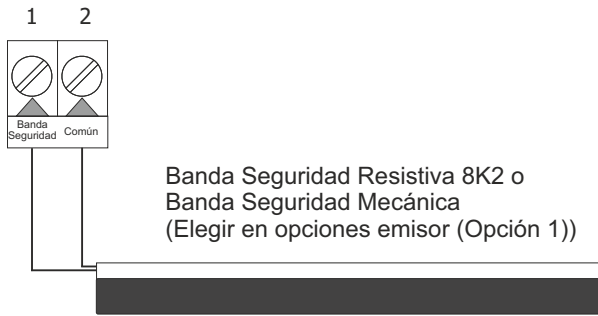 1 2
Banda Seguridad
Común
Banda Seguridad Resistiva 8K2 o
Banda Seguridad Mecánica
(Elegir en opciones emisor (Opción 1))